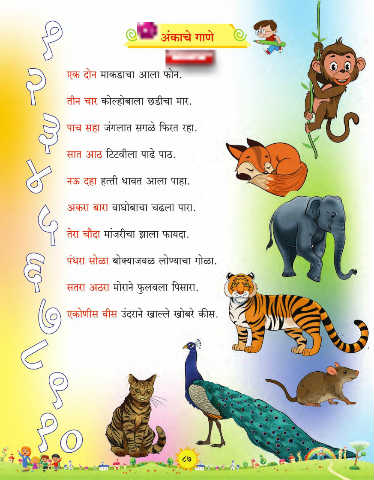 अंकाचे गाणे
एक दोन माकडाचा आला फोन.
तीन चार कोल्होबाला छडीचा मार.
पाच सहा जंगलात सगळे फिरत रहा.
सात आठ टिटवीला पाढे पाठ.
नऊ दहा हत्ती धावत आला पाहा.
अकरा बारा वाघोबाचा चढला पारा.
तेरा चौदा मांजरीचा झाला फायदा.
पंधरा सोळा बोक्याजवळ लोण्याचा गोळा.
सतरा अठरा मोराने फुलवला पिसारा.
एकोणीस वीस उंदराने खाल्ले खोबरे कीस.
१
२
३
४
५
६
७
८
९
१०
८७